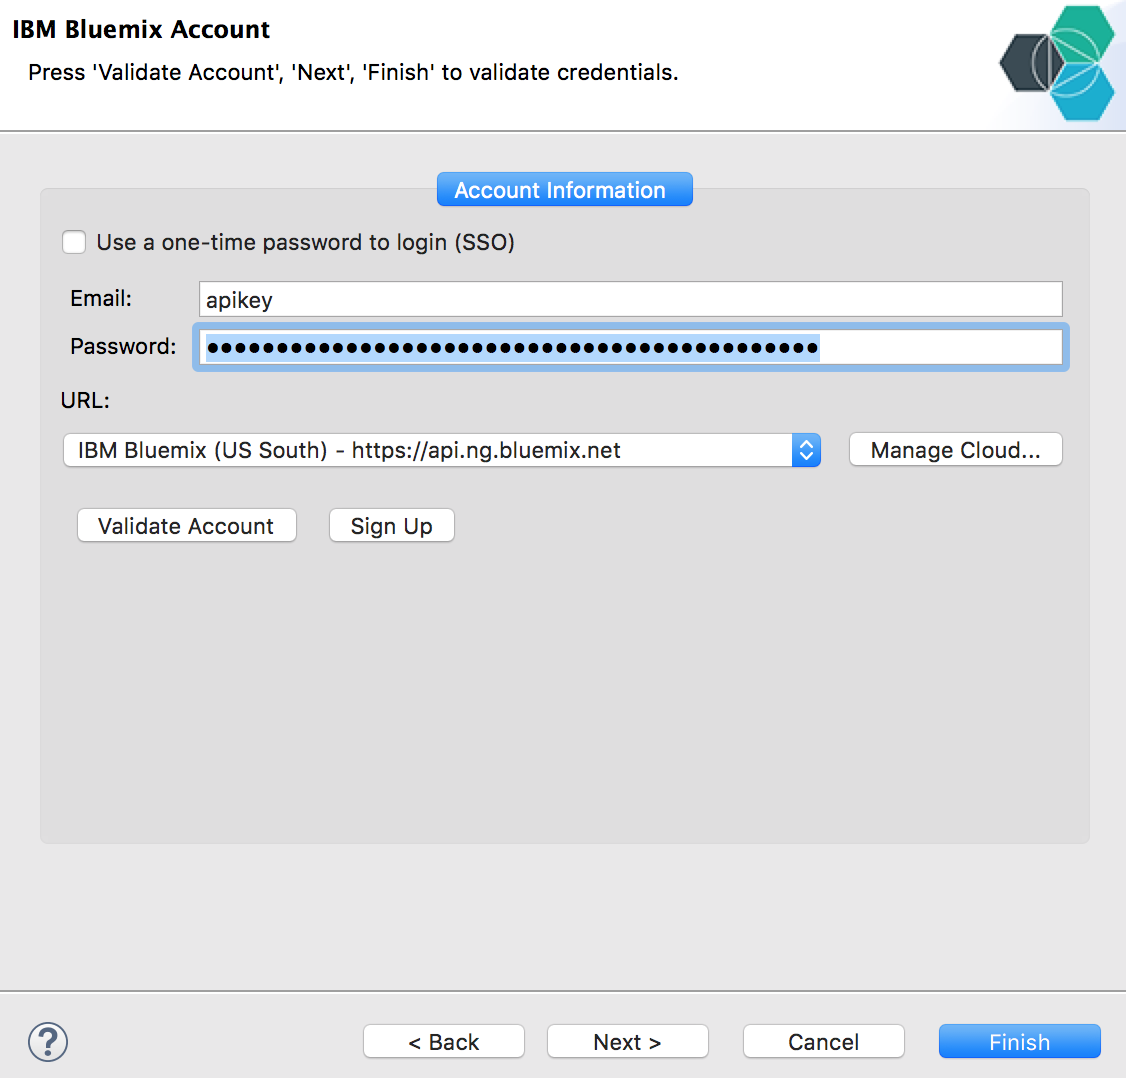 IBM Bluemix Account
Press 'Validate Account', 'Next', 'Finish' to validate credentials.
Account Information
Use a one-time password to login (SSO)
Email: apikey
Password: ••••••••••••••••••••••••••••••••••••••••••••
URL:
IBM Bluemix (US South) - https://api.ng.bluemix.net Manage Cloud...
Validate Account Sign Up
? < Back Next > Cancel Finish